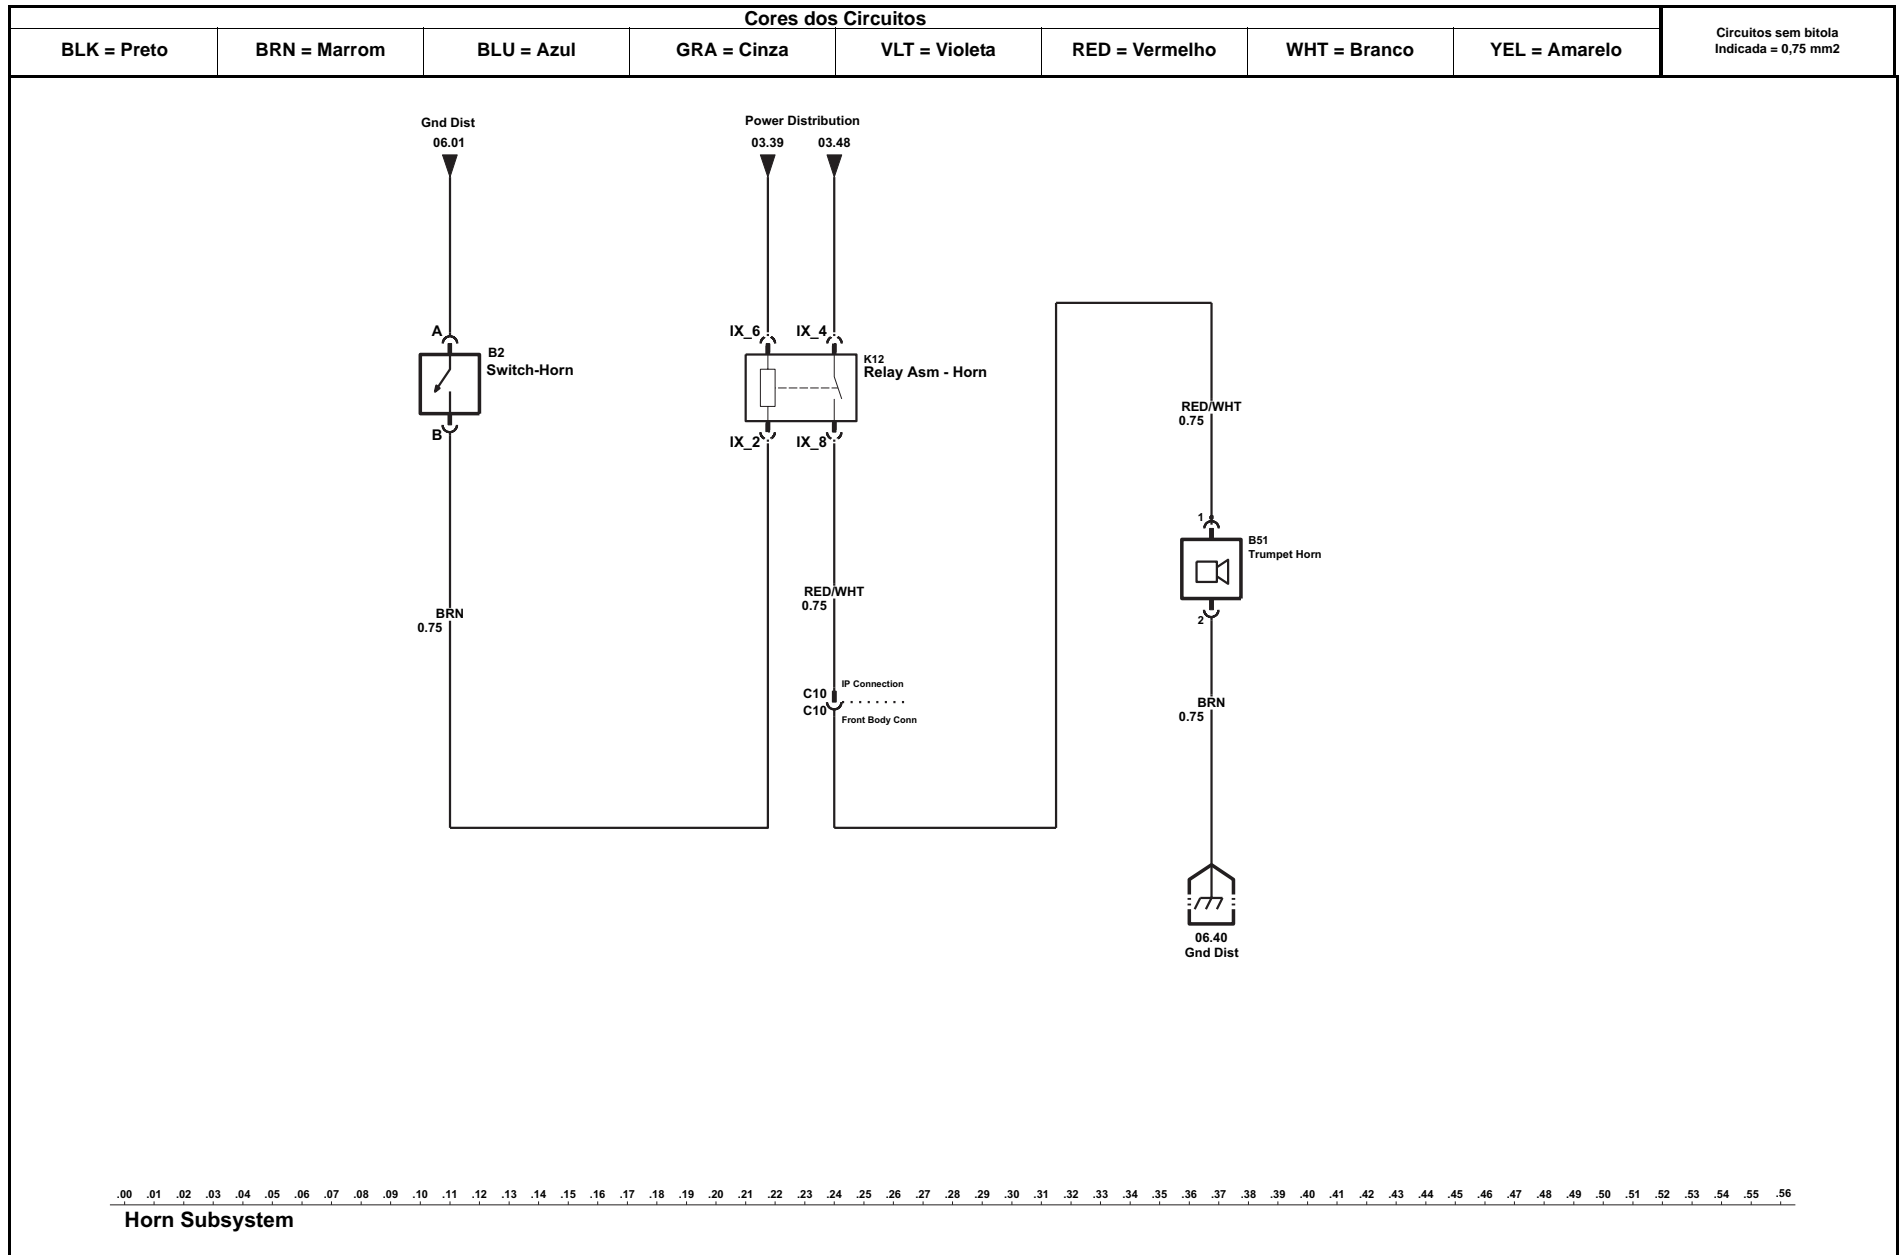 Cores dos Circuitos
BLK = Preto
BRN = Marrom
BLU = Azul
GRA = Cinza
VLT = Violeta
RED = Vermelho
WHT = Branco
YEL = Amarelo
Circuitos sem bitola
Indicada = 0,75 mm2
Gnd Dist
06.01
Power Distribution
03.39 03.48
A
B2
Switch-Horn
B
IX_6 IX_4
K12
Relay Asm - Horn
IX_2 IX_8
RED/WHT
0.75
1
B51
Trumpet Horn
2
RED/WHT
0.75
BRN
0.75
IP Connection
C10
C10
Front Body Conn
BRN
0.75
06.40
Gnd Dist
.00 .01 .02 .03 .04 .05 .06 .07 .08 .09 .10 .11 .12 .13 .14 .15 .16 .17 .18 .19 .20 .21 .22 .23 .24 .25 .26 .27 .28 .29 .30 .31 .32 .33 .34 .35 .36 .37 .38 .39 .40 .41 .42 .43 .44 .45 .46 .47 .48 .49 .50 .51 .52 .53 .54 .55 .56
Horn Subsystem